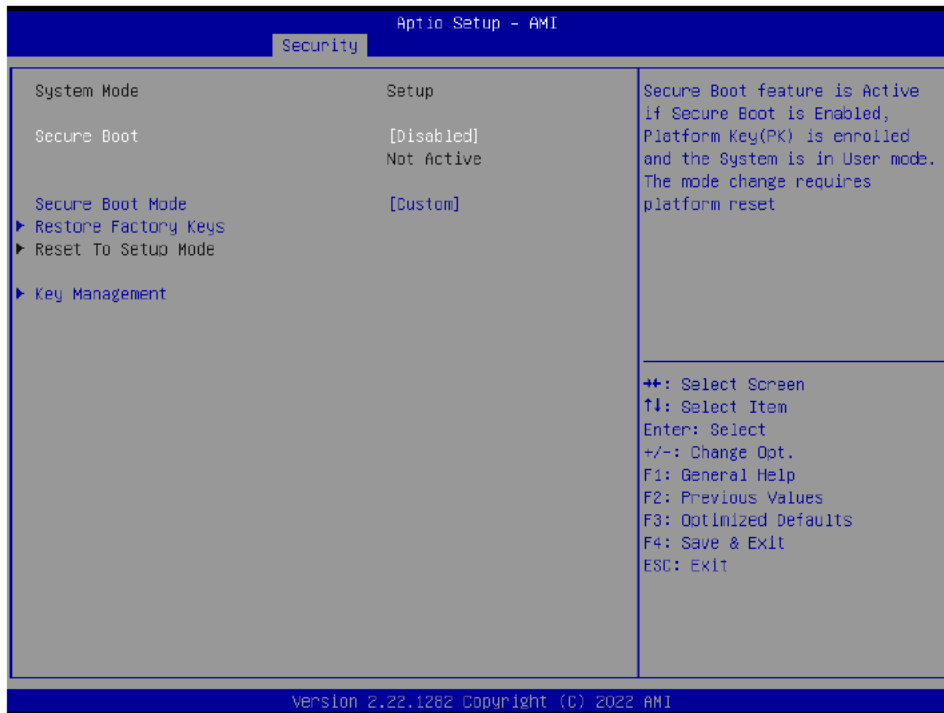 Aptio Setup - AMI
Security
System Mode Setup
Secure Boot [Disabled]
Not Active
Secure Boot Mode [Custom]
▶ Restore Factory Keys
▶ Reset To Setup Mode
▶ Key Management
Secure Boot feature is Active
if Secure Boot is Enabled,
Platform Key(PK) is enrolled
and the System is in User mode.
The mode change requires
platform reset
→←: Select Screen
↑↓: Select Item
Enter: Select
+/-: Change Opt.
F1: General Help
F2: Previous Values
F3: Optimized Defaults
F4: Save & Exit
ESC: Exit
Version 2.22.1282 Copyright (C) 2022 AMI